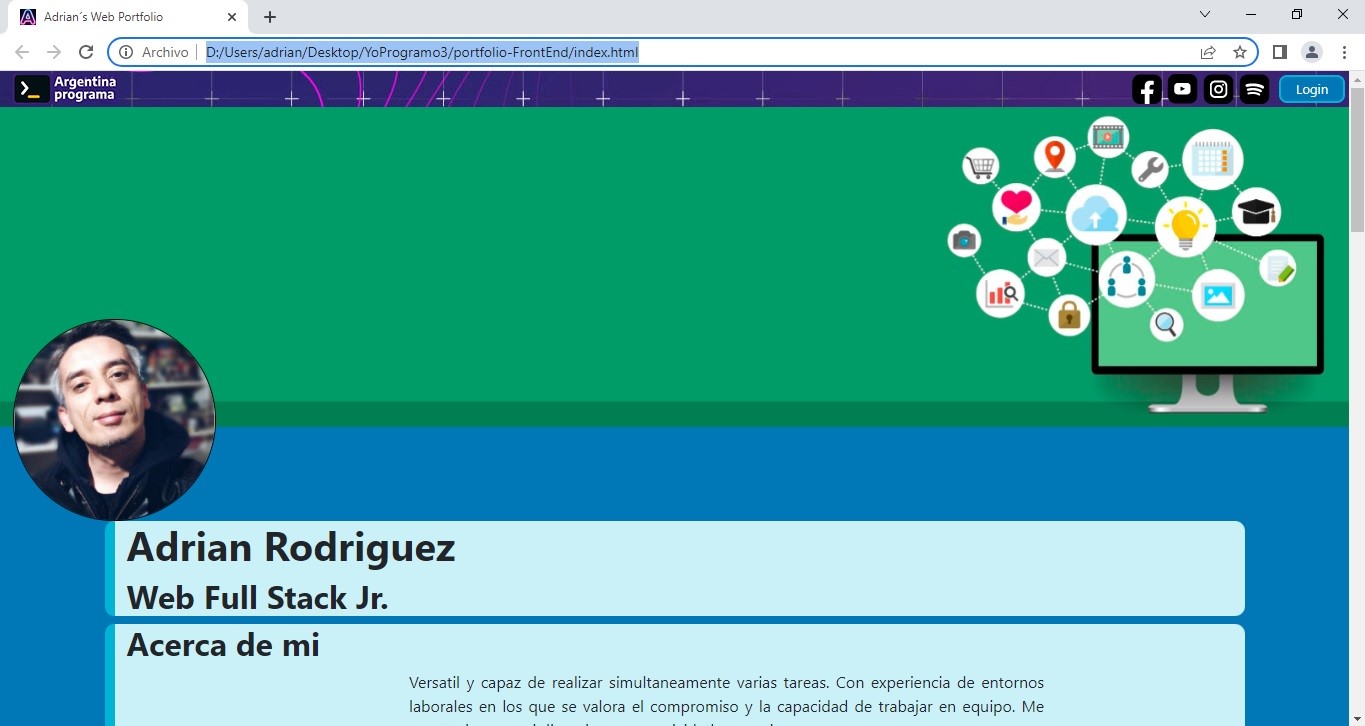 Adrian´s Web Portfolio
Archivo D:/Users/adrian/Desktop/YoProgramo3/portfolio-FrontEnd/index.html
Argentina
programa
Login
Adrian Rodriguez
Web Full Stack Jr.
Acerca de mi
Versatil y capaz de realizar simultaneamente varias tareas. Con experiencia de entornos
laborales en los que se valora el compromiso y la capacidad de trabajar en equipo. Me